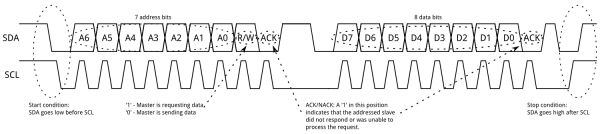 7 address bits
8 data bits
SDA
A6 A5 A4 A3 A2 A1 A0 R/W ACK
D7 D6 D5 D4 D3 D2 D1 D0 ACK
SCL
Start condition:
SDA goes low before SCL
'1' - Master is requesting data
'0' - Master is sending data
ACK/NACK: A '1' in this position
indicates that the addressed slave
did not respond or was unable to
process the request.
Stop condition:
SDA goes high after SCL